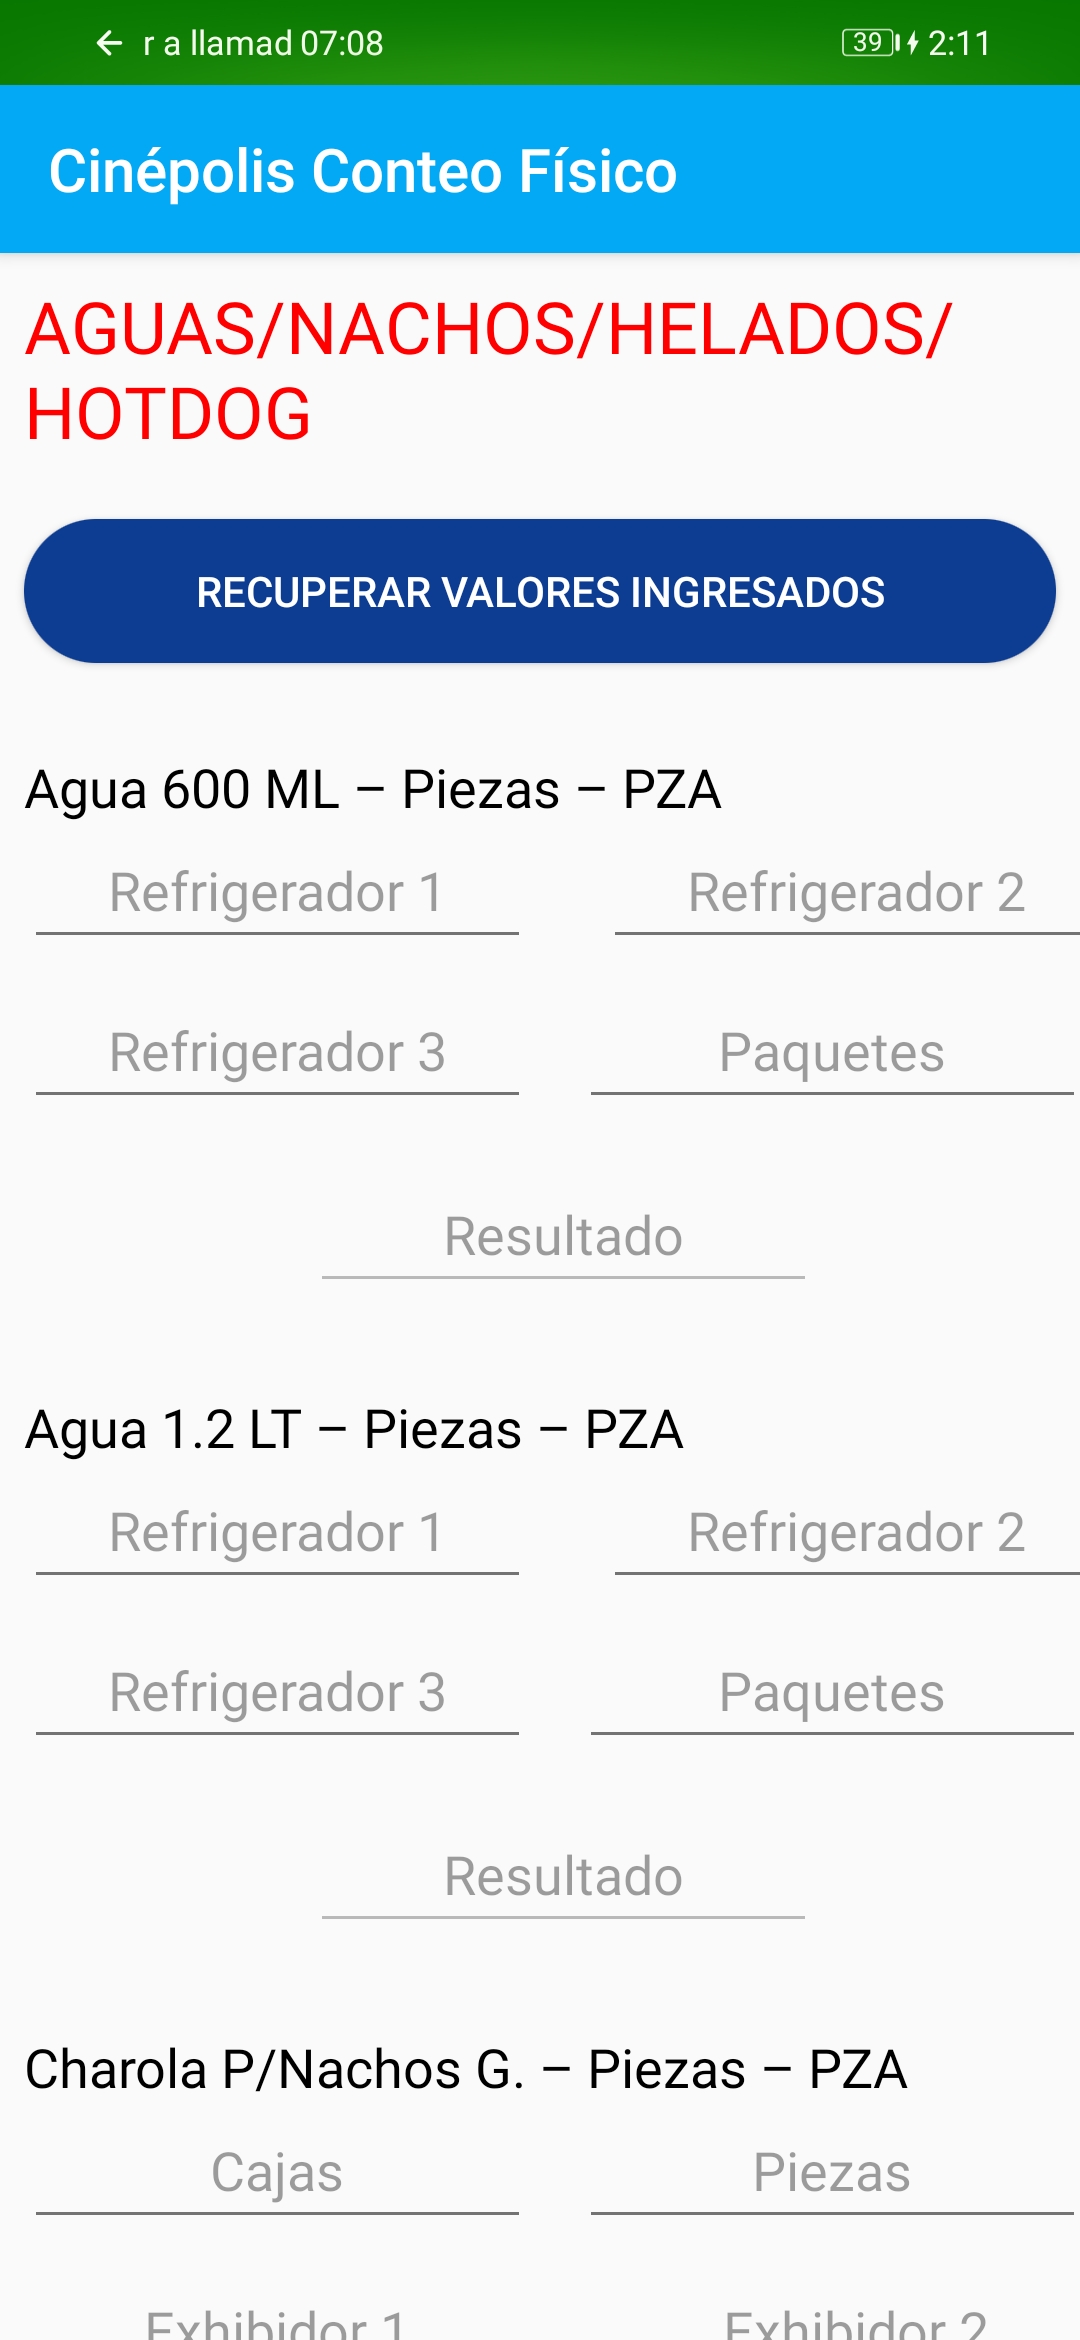 r a llamad 07:08
39 2:11
Cinépolis Conteo Físico
AGUAS/NACHOS/HELADOS/
HOTDOG
RECUPERAR VALORES INGRESADOS
Agua 600 ML – Piezas – PZA
Refrigerador 1 Refrigerador 2
Refrigerador 3 Paquetes
Resultado
Agua 1.2 LT – Piezas – PZA
Refrigerador 1 Refrigerador 2
Refrigerador 3 Paquetes
Resultado
Charola P/Nachos G. – Piezas – PZA
Cajas Piezas
Exhibidor 1 Exhibidor 2